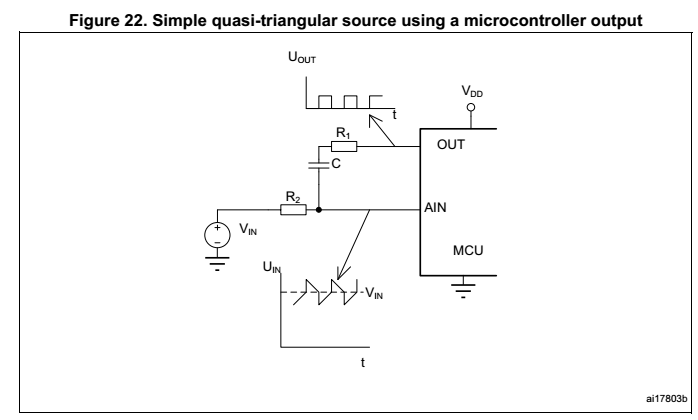 Figure 22. Simple quasi-triangular source using a microcontroller output
UOUT
t
VDD
R1
OUT
C
R2
AIN
+
−
VIN
MCU
UIN
VIN
t
ai17803b